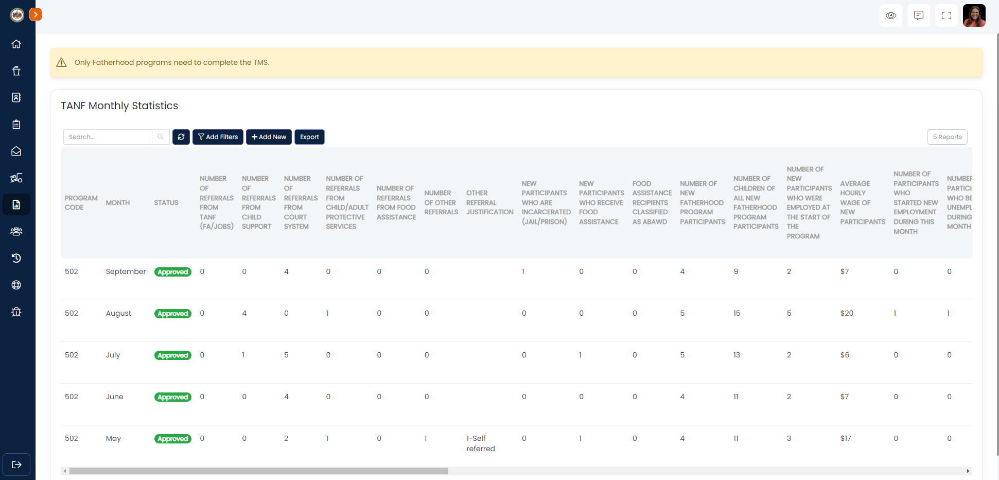 Only Fatherhood programs need to complete the TMS.
TANF Monthly Statistics
Search...
Add Filters
Add New
Export
5 Reports
PROGRAM
CODE
MONTH
STATUS
NUMBER
OF
REFERRALS
FROM
TANF
(FA/JOBS)
NUMBER
OF
REFERRALS
FROM
CHILD
SUPPORT
NUMBER
OF
REFERRALS
FROM
COURT
SYSTEM
NUMBER OF
REFERRALS
FROM
CHILD/ADULT
PROTECTIVE
SERVICES
NUMBER OF
REFERRALS
FROM FOOD
ASSISTANCE
NUMBER
OF OTHER
REFERRALS
OTHER
REFERRAL
JUSTIFICATION
NEW
PARTICIPANTS
WHO ARE
INCARCERATED
(JAIL/PRISON)
NEW
PARTICIPANTS
WHO RECEIVE
FOOD
ASSISTANCE
FOOD
ASSISTANCE
RECIPIENTS
CLASSIFIED
AS ABAWD
NUMBER OF
NEW
FATHERHOOD
PROGRAM
PARTICIPANTS
NUMBER OF
CHILDREN OF
ALL NEW
FATHERHOOD
PROGRAM
PARTICIPANTS
NUMBER OF
NEW
PARTICIPANTS
WHO WERE
EMPLOYED AT
THE START OF
THE
PROGRAM
AVERAGE
HOURLY
WAGE OF
NEW
PARTICIPANTS
NUMBER OF
PARTICIPANTS
WHO
STARTED NEW
EMPLOYMENT
DURING THIS
MONTH
NUMBER
PARTICI
WHO BE
UNEMPL
DURING
MONTH
502 September Approved 0 0 4 0 0 0 1 0 0 4 9 2 $7 0 0
502 August Approved 0 4 0 1 0 0 0 0 0 5 15 5 $20 1 1
502 July Approved 0 1 5 0 0 0 0 1 0 5 13 2 $6 0 0
502 June Approved 0 0 4 0 0 0 0 0 0 4 11 2 $7 0 0
502 May Approved 0 0 2 1 0 1 1-Self 0 1 0 4 11 3 $17 0 0
referred